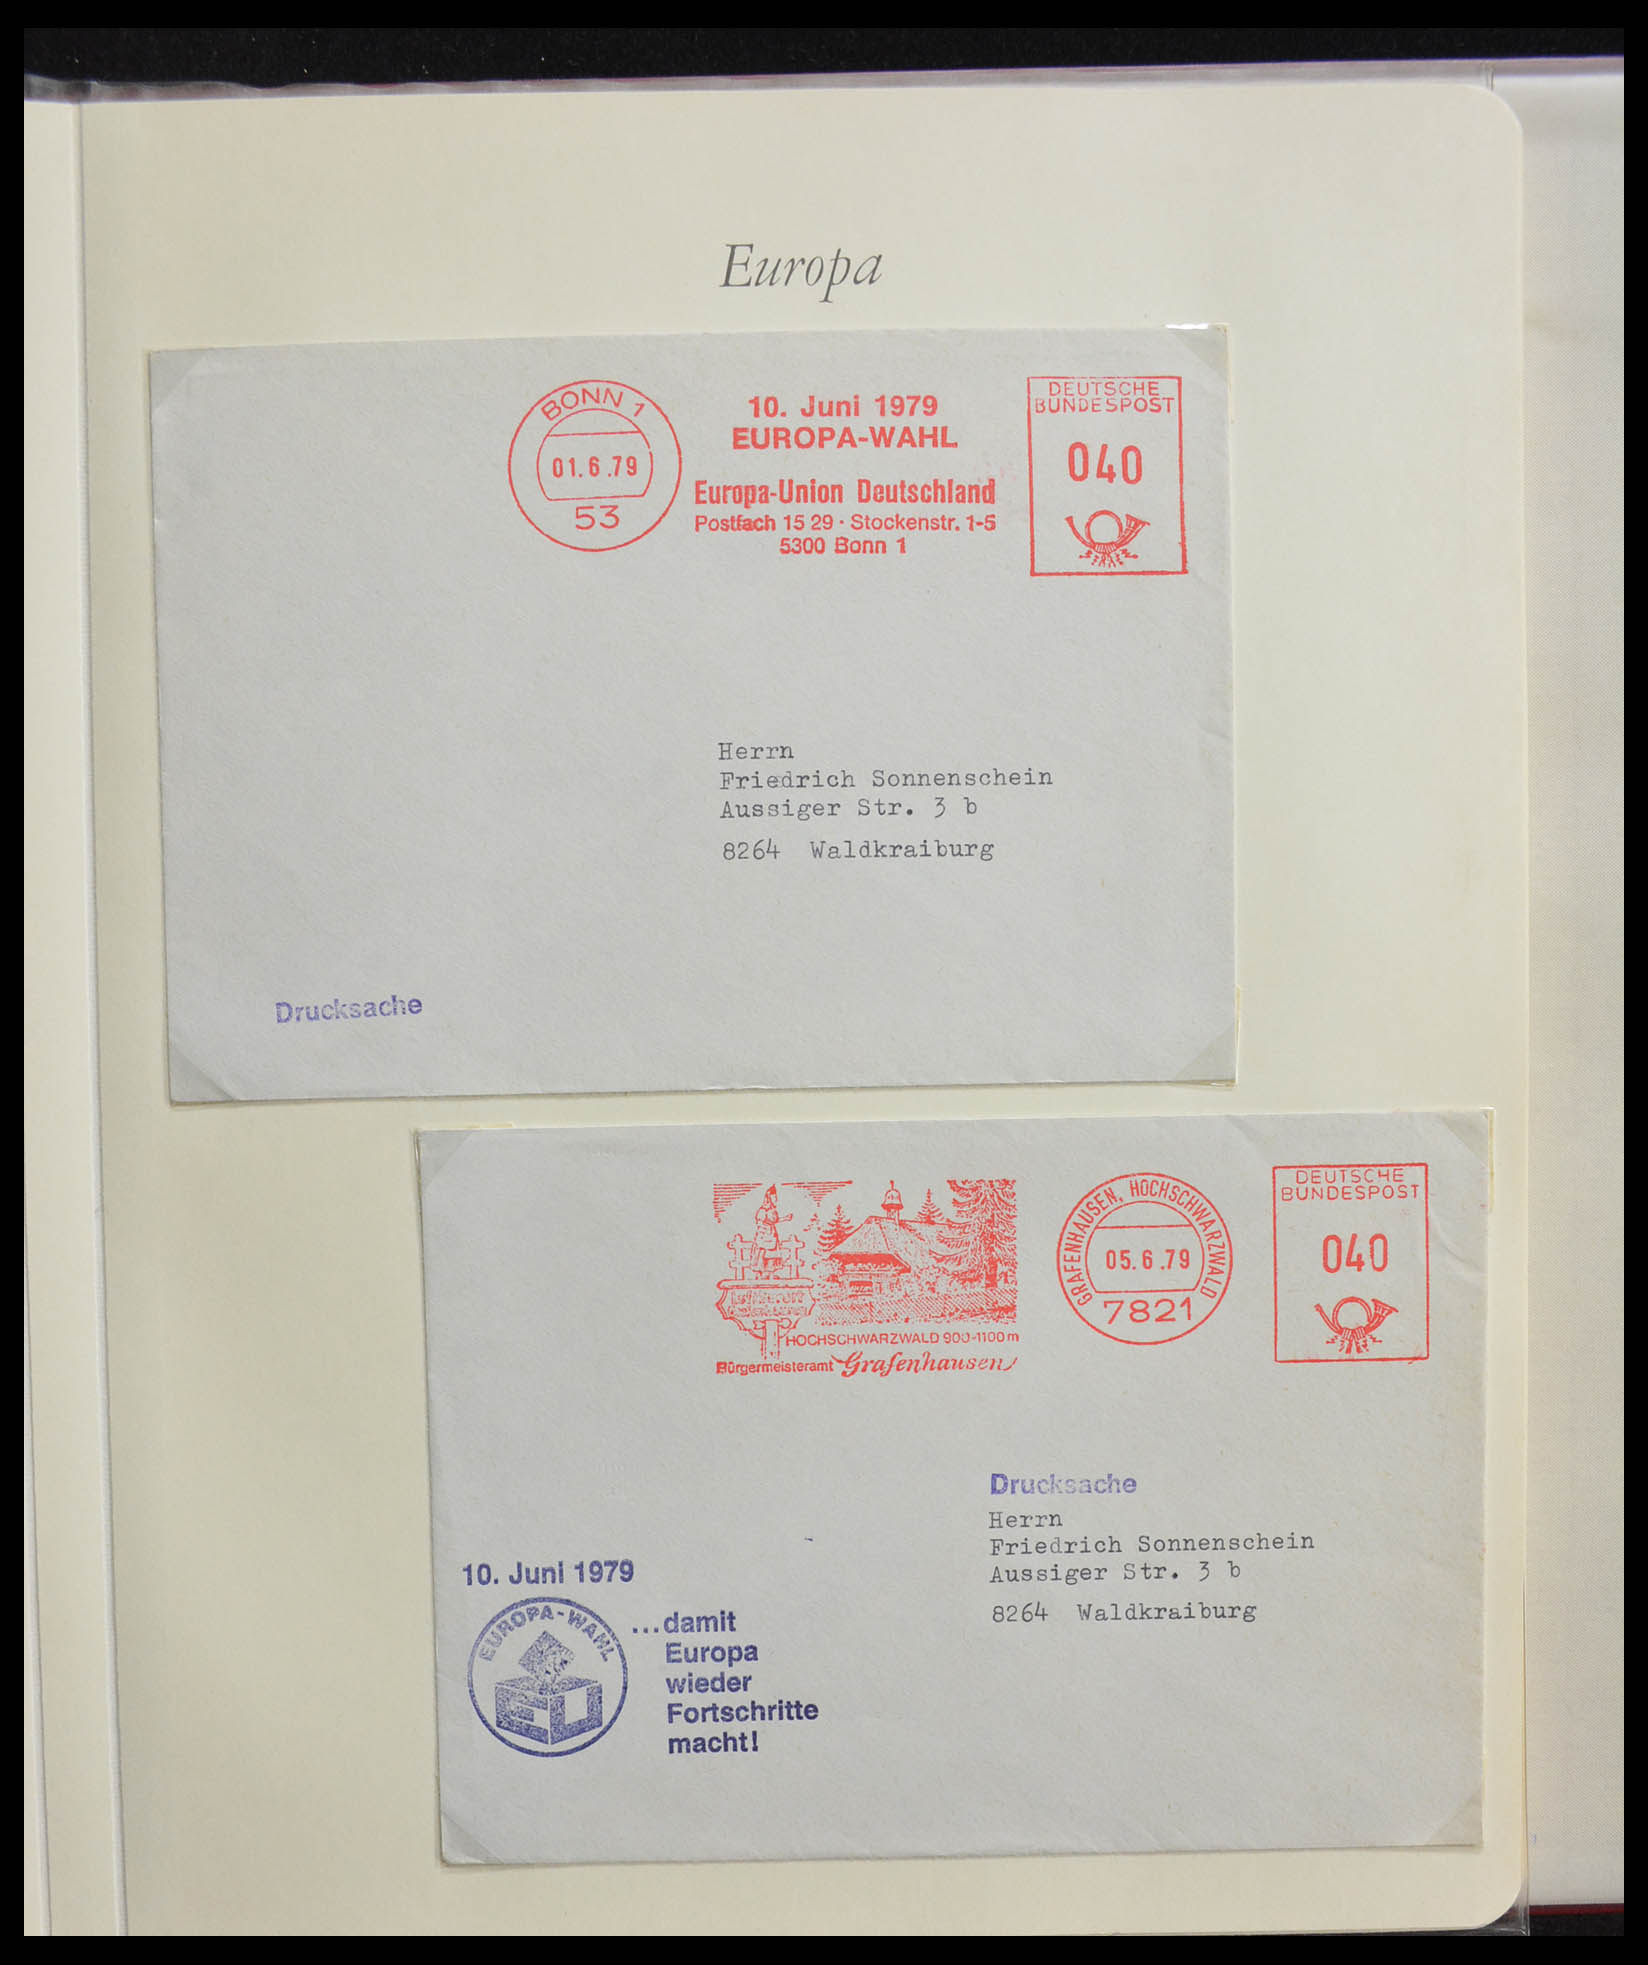 Europa
BONN 1
01.6.79
53
10. Juni 1979
EUROPA-WAHL
Europa-Union Deutschland
Postfach 15 29 · Stockenstr. 1-5
5300 Bonn 1
DEUTSCHE
BUNDESPOST
040
Herrn
Friedrich Sonnenschein
Aussiger Str. 3 b
8264 Waldkraiburg
Drucksache
HOCHSCHWARZWALD 900-1100 m
Bürgermeisteramt Grafenhausen
GRAFENHAUSEN, HOCHSCHWARZWALD
05.6.79
7821
DEUTSCHE
BUNDESPOST
040
Drucksache
Herrn
Friedrich Sonnenschein
Aussiger Str. 3 b
8264 Waldkraiburg
10. Juni 1979
EUROPA-WAHL
EU
...damit
Europa
wieder
Fortschritte
macht!